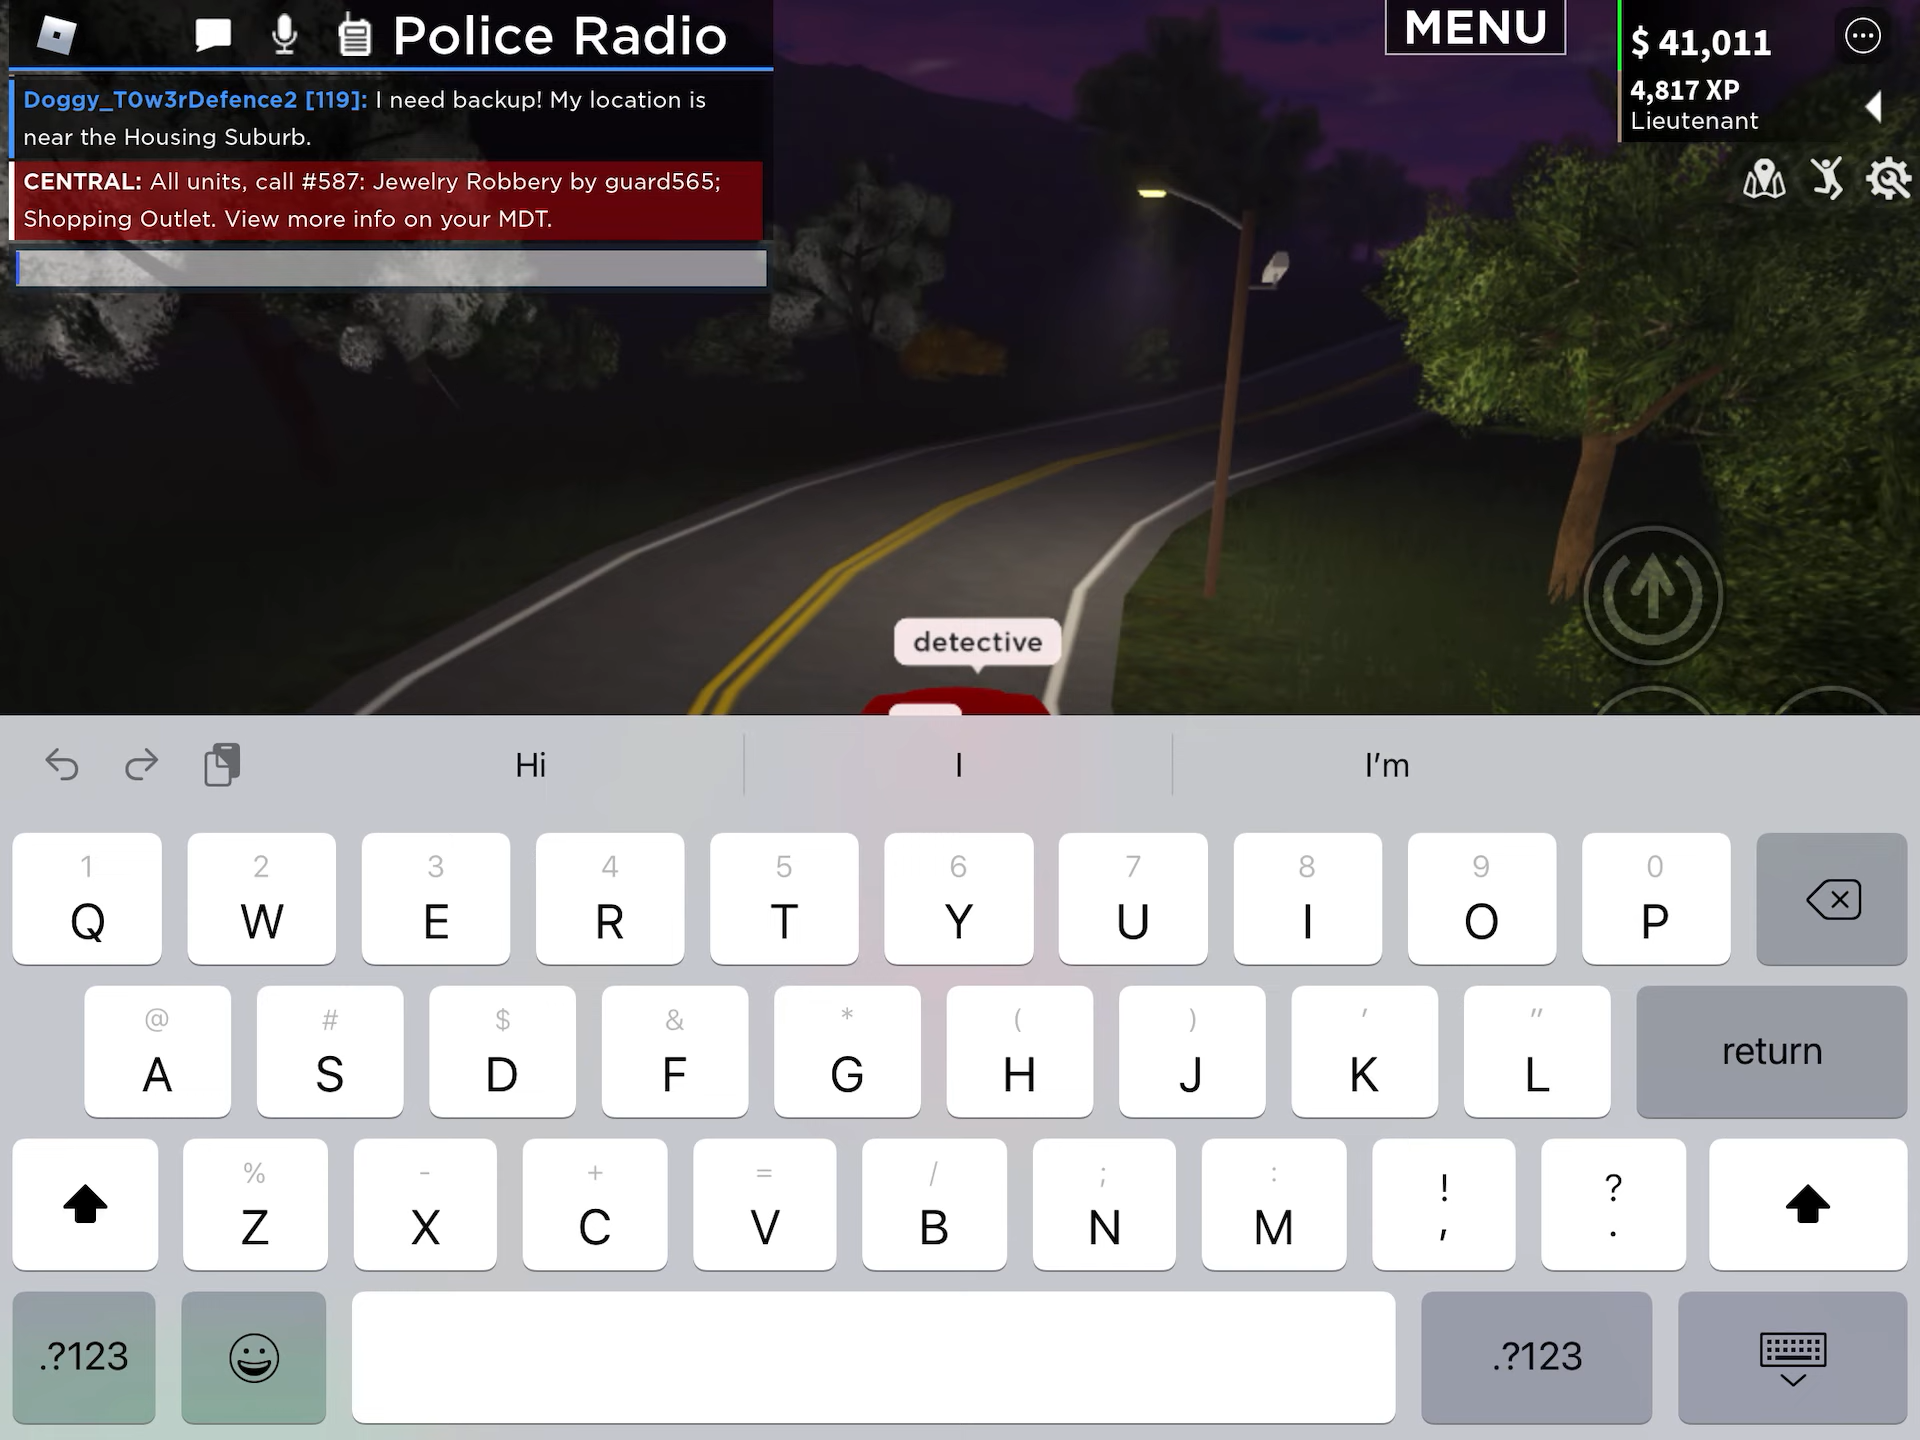 Police Radio
MENU
$ 41,011
4,817 XP
Lieutenant
Doggy_T0w3rDefence2 [119]: I need backup! My location is
near the Housing Suburb.
CENTRAL: All units, call #587: Jewelry Robbery by guard565;
Shopping Outlet. View more info on your MDT.
detective
Hi I I'm
1 2 3 4 5 6 7 8 9 0
Q W E R T Y U I O P
@ # $ & * ( ) ' "
A S D F G H J K L return
% - + = / ; : ! ?
Z X C V B N M , .
.?123 .?123